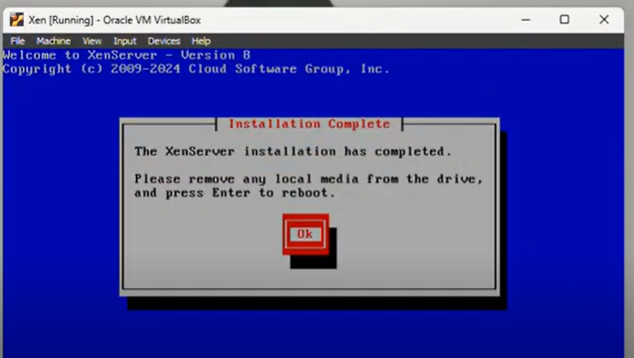 Xen [Running] - Oracle VM VirtualBox
File Machine View Input Devices Help
Welcome to XenServer - Version 8
Copyright (c) 2009-2024 Cloud Software Group, Inc.
Installation Complete
The XenServer installation has completed.
Please remove any local media from the drive,
and press Enter to reboot.
Ok